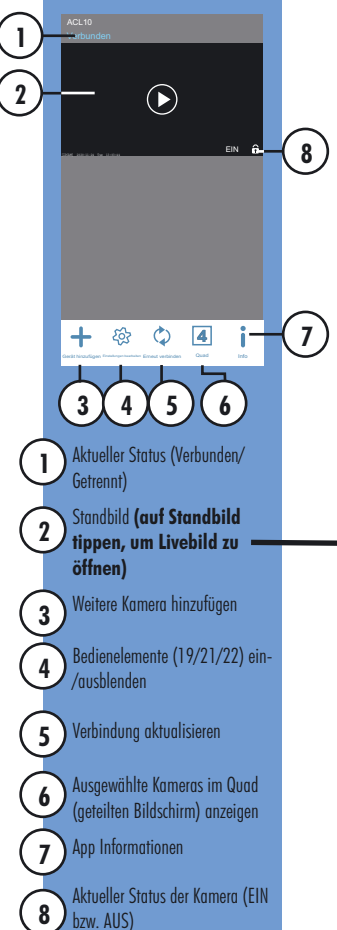 ACL10
Verbunden
1
2
EIN
8
4
Gerät hinzufügen
Erneut verbinden
Quad
Info
7
3 4 5 6
1 Aktueller Status (Verbunden/
Getrennt)
2 Standbild (auf Standbild
tippen, um Livebild zu
öffnen)
3 Weitere Kamera hinzufügen
4 Bedienelemente (19/21/22) ein-
/ausblenden
5 Verbindung aktualisieren
6 Ausgewählte Kameras im Quad
(geteilten Bildschirm) anzeigen
7 App Informationen
8 Aktueller Status der Kamera (EIN
bzw. AUS)